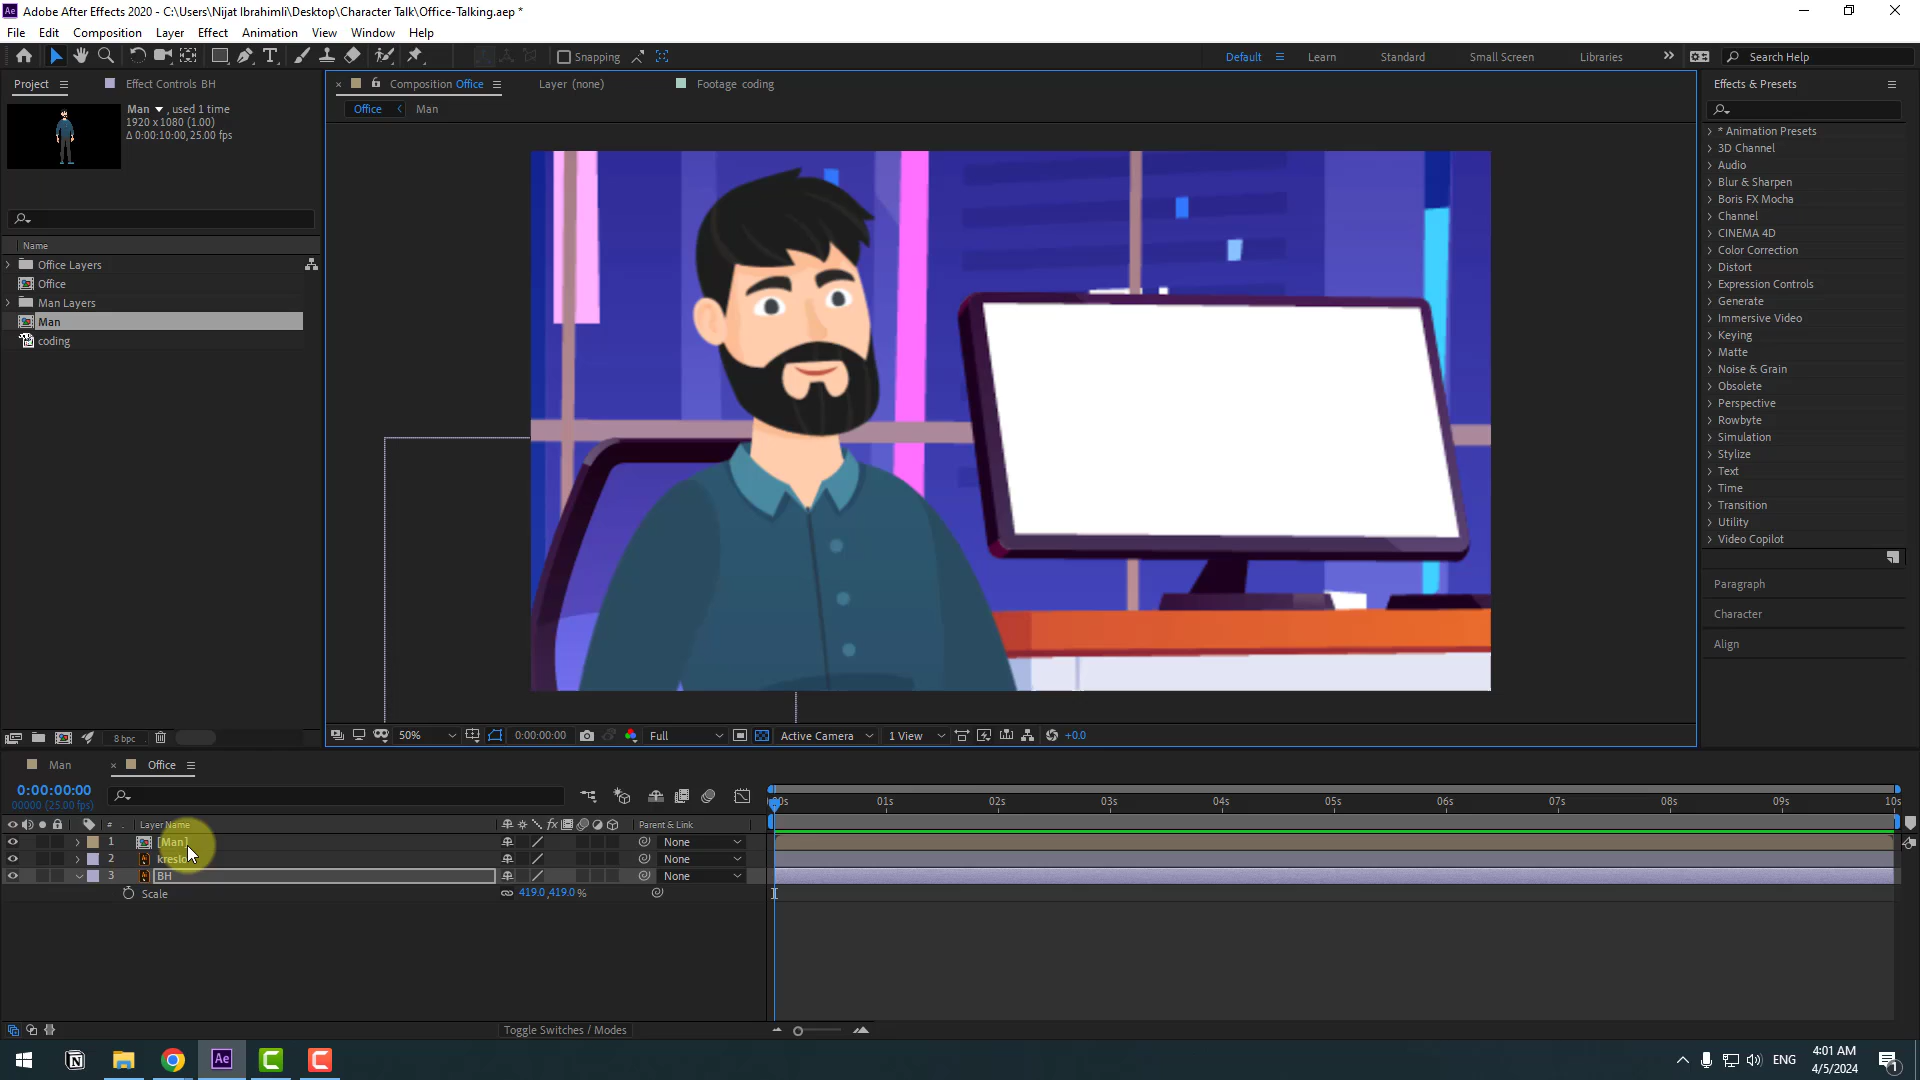 Adobe After Effects 2020 - C:\Users\Nijat Ibrahimli\Desktop\Character Talk\Office-Talking.aep *
File Edit Composition Layer Effect Animation View Window Help
Snapping
Default Learn Standard Small Screen Libraries Search Help
Project Effect Controls BH
Man , used 1 time
1920 x 1080 (1.00)
Δ 0:00:10:00, 25.00 fps
Name
Office Layers
Office
Man Layers
Man
coding
8 bpc
Composition Office Layer (none) Footage coding
Office Man
50% 0:00:00:00 Full Active Camera 1 View +0.0
Effects & Presets
* Animation Presets
3D Channel
Audio
Blur & Sharpen
Boris FX Mocha
Channel
CINEMA 4D
Color Correction
Distort
Expression Controls
Generate
Immersive Video
Keying
Matte
Noise & Grain
Obsolete
Perspective
Rowbyte
Simulation
Stylize
Text
Time
Transition
Utility
Video Copilot
Paragraph
Character
Align
Man Office
0:00:00:00
00000 (25.00 fps)
# Layer Name fx Parent & Link
:00s 01s 02s 03s 04s 05s 06s 07s 08s 09s 10s
1 [Man] None
2 kreslo None
3 BH None
Scale 419.0, 419.0 %
Toggle Switches / Modes
ENG
4:01 AM
4/5/2024
1